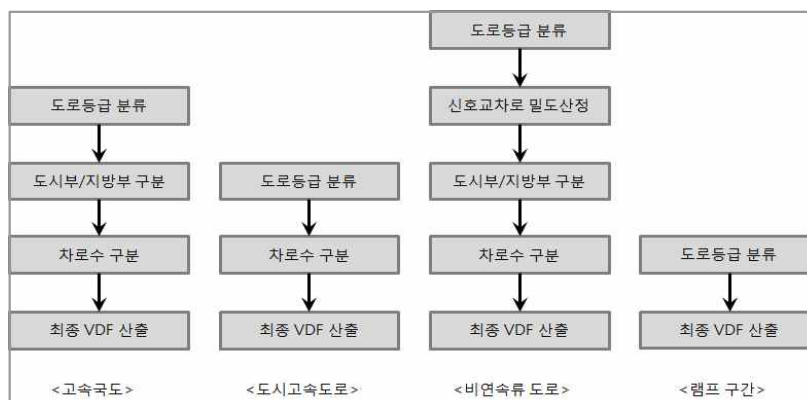 도로등급 분류
신호교차로 밀도산정
도시부/지방부 구분
차로수 구분
최종 VDF 산출
<비연속류 도로>
도로등급 분류
도시부/지방부 구분
차로수 구분
최종 VDF 산출
<고속국도>
도로등급 분류
차로수 구분
최종 VDF 산출
<도시고속도로>
도로등급 분류
최종 VDF 산출
<램프 구간>